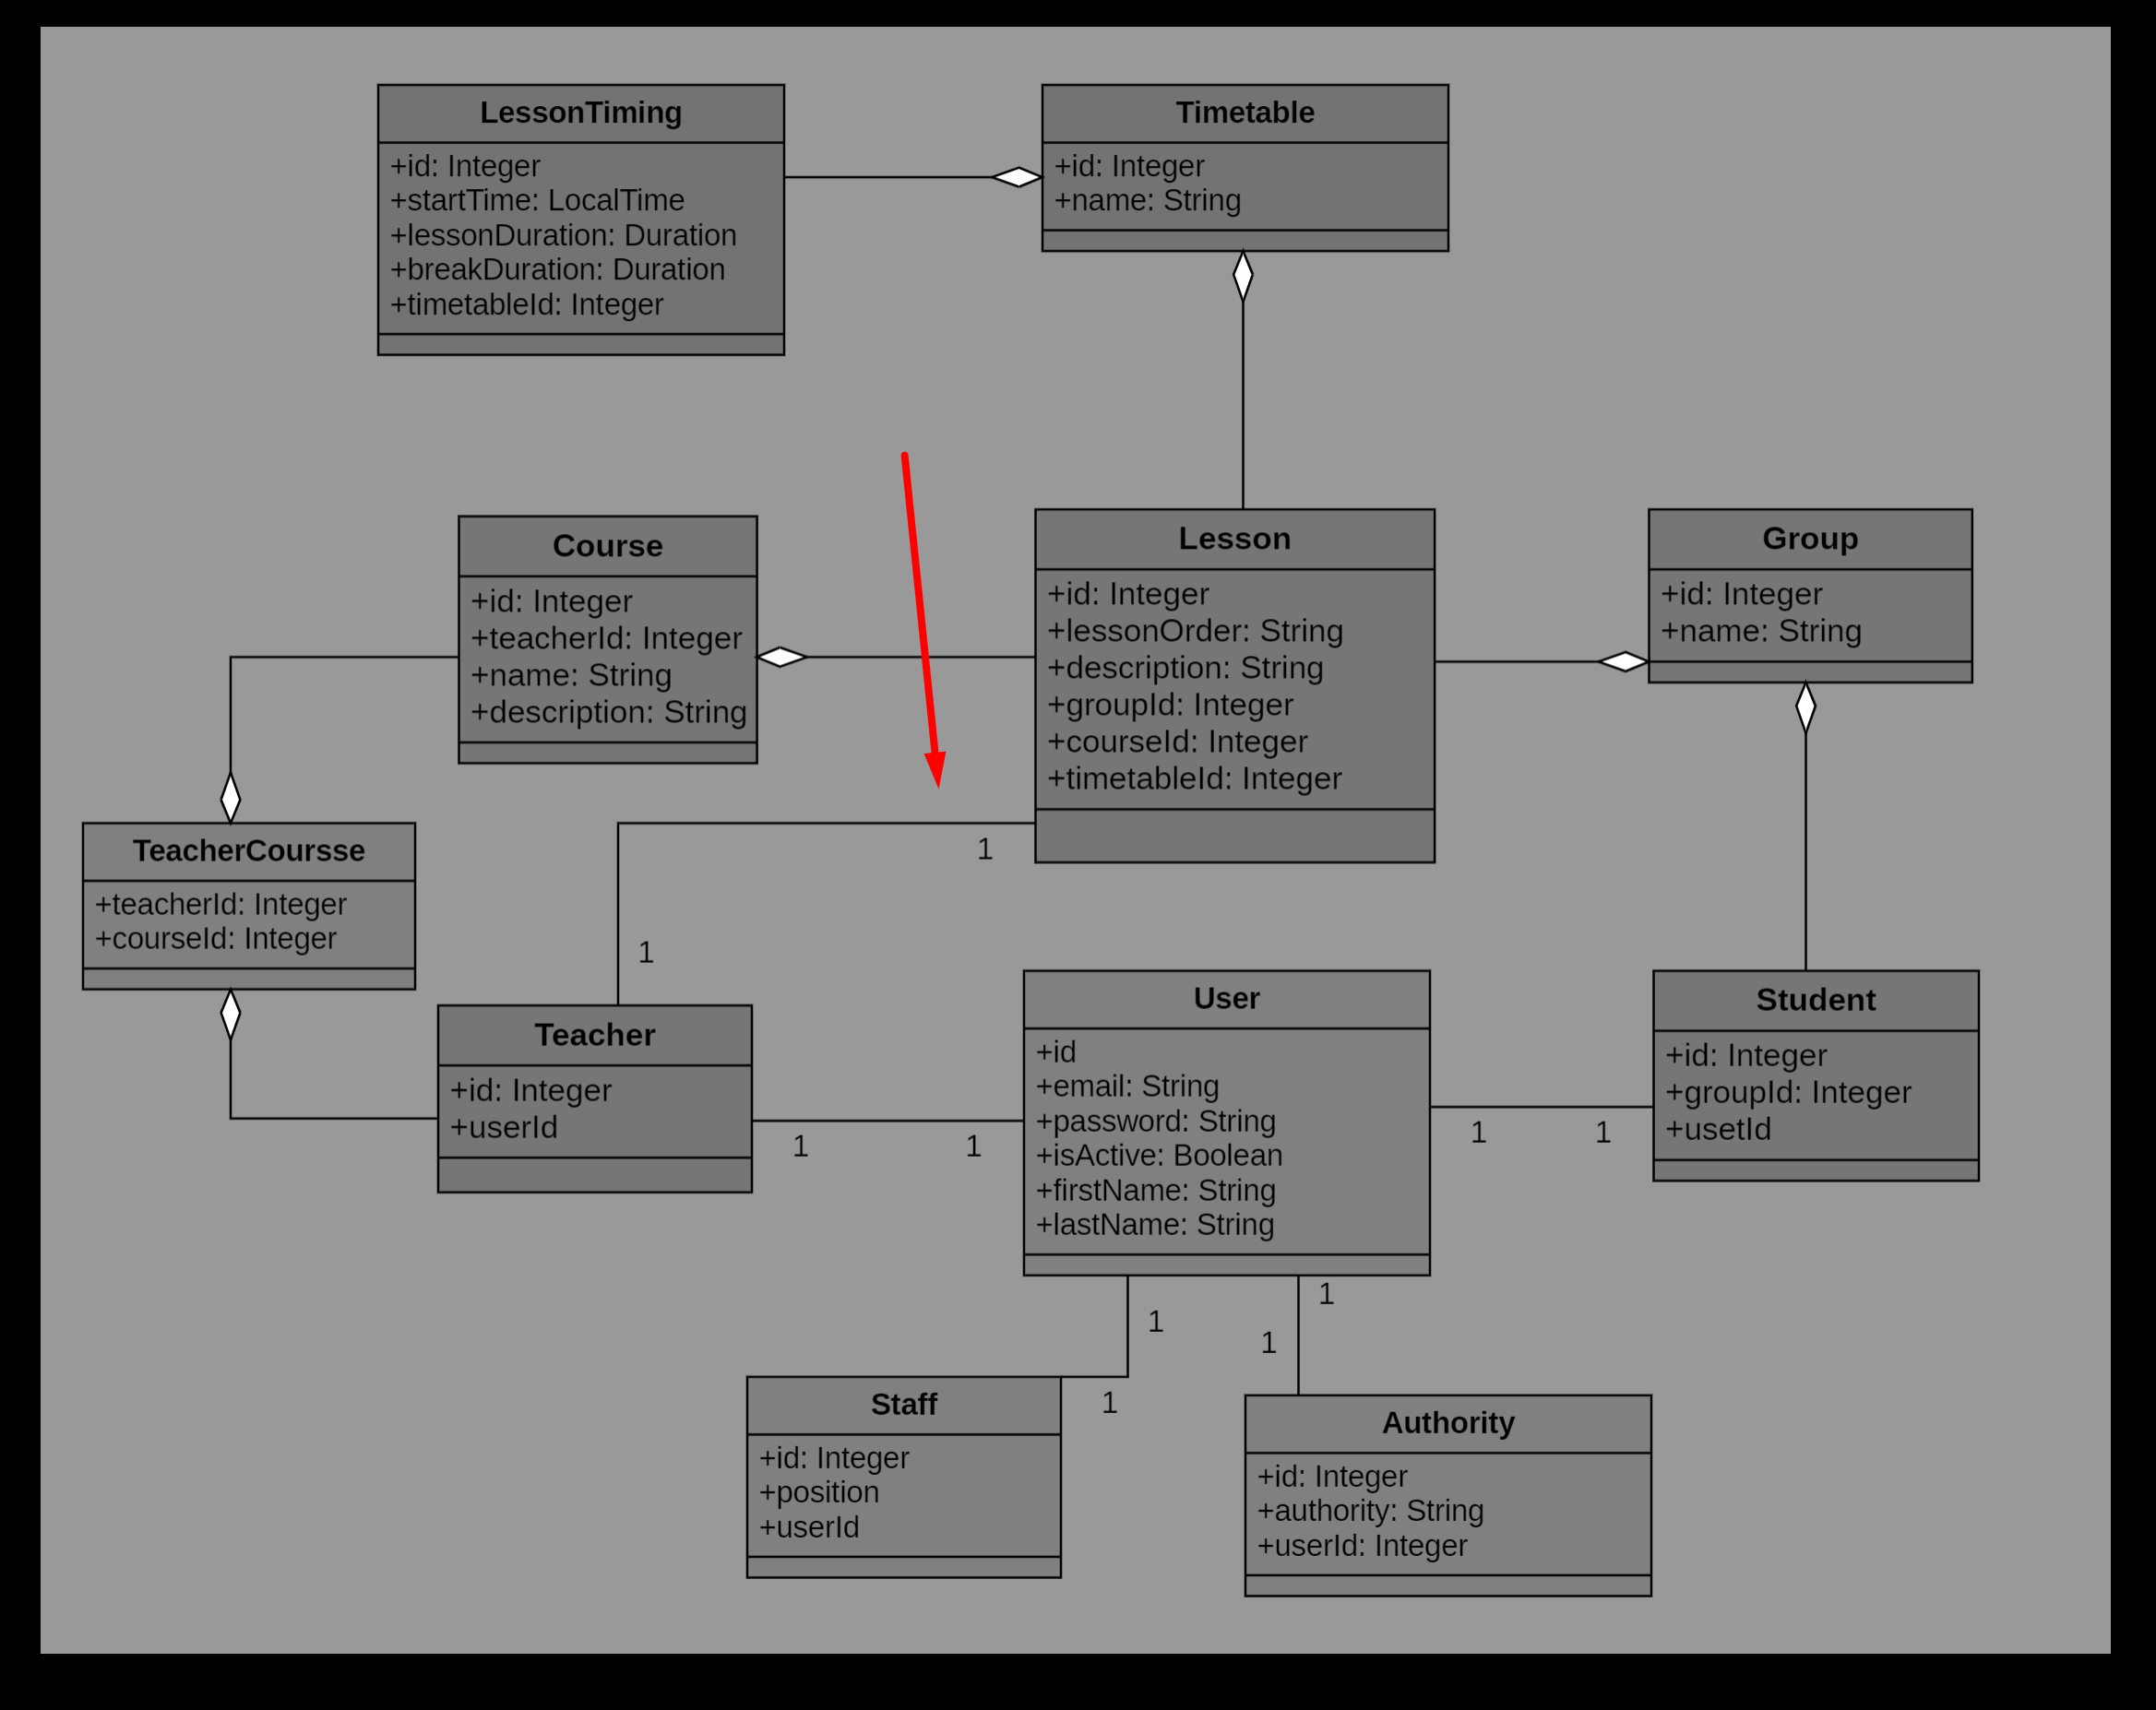 LessonTiming
+id: Integer
+startTime: LocalTime
+lessonDuration: Duration
+breakDuration: Duration
+timetableId: Integer
Timetable
+id: Integer
+name: String
Course
+id: Integer
+teacherId: Integer
+name: String
+description: String
Lesson
+id: Integer
+lessonOrder: String
+description: String
+groupId: Integer
+courseId: Integer
+timetableId: Integer
Group
+id: Integer
+name: String
1
1
TeacherCoursse
+teacherId: Integer
+courseId: Integer
Teacher
+id: Integer
+userId
1
1
User
+id
+email: String
+password: String
+isActive: Boolean
+firstName: String
+lastName: String
1
1
Student
+id: Integer
+groupId: Integer
+usetId
1
1
1
1
Staff
+id: Integer
+position
+userId
Authority
+id: Integer
+authority: String
+userId: Integer